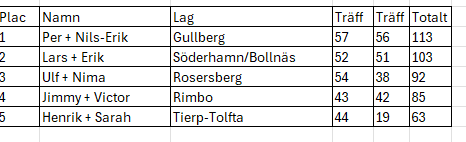 Plac Namn Lag Träff Träff Totalt
1 Per + Nils-Erik Gullberg 57 56 113
2 Lars + Erik Söderhamn/Bollnäs 52 51 103
3 Ulf + Nima Rosersberg 54 38 92
4 Jimmy + Victor Rimbo 43 42 85
5 Henrik + Sarah Tierp-Tolfta 44 19 63